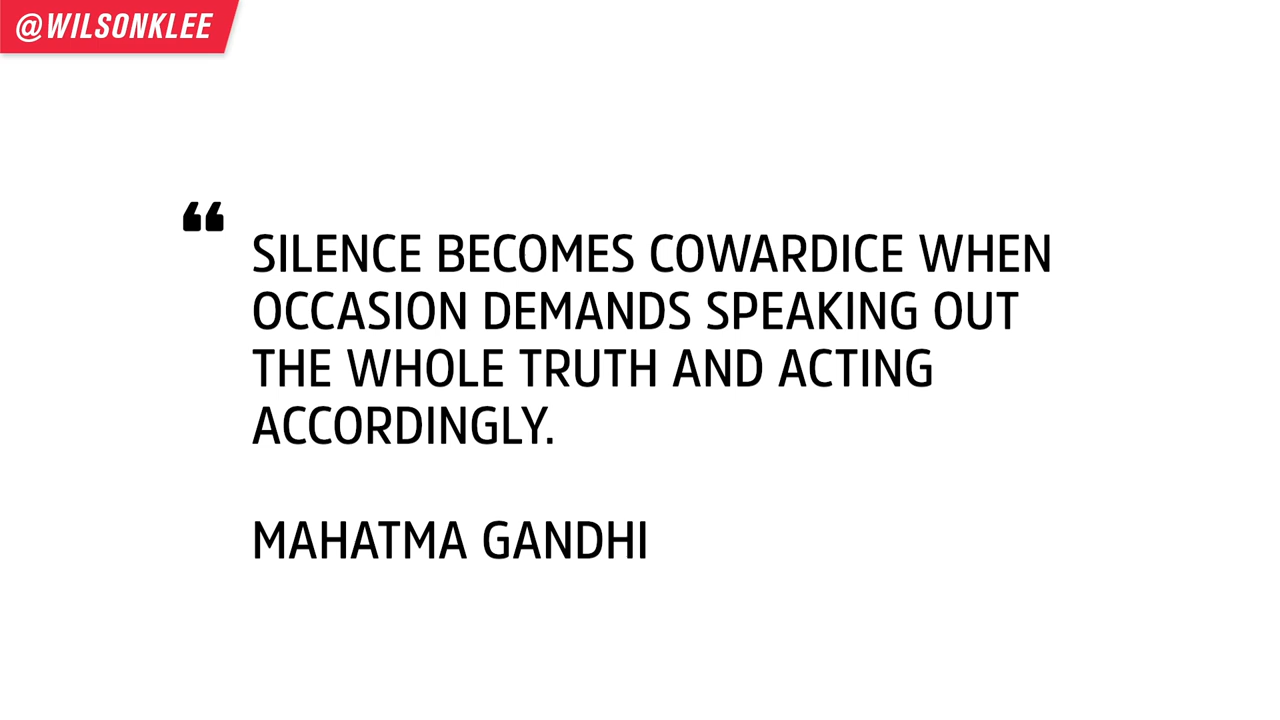 @WILSONKLEE
“ SILENCE BECOMES COWARDICE WHEN
OCCASION DEMANDS SPEAKING OUT
THE WHOLE TRUTH AND ACTING
ACCORDINGLY.
MAHATMA GANDHI